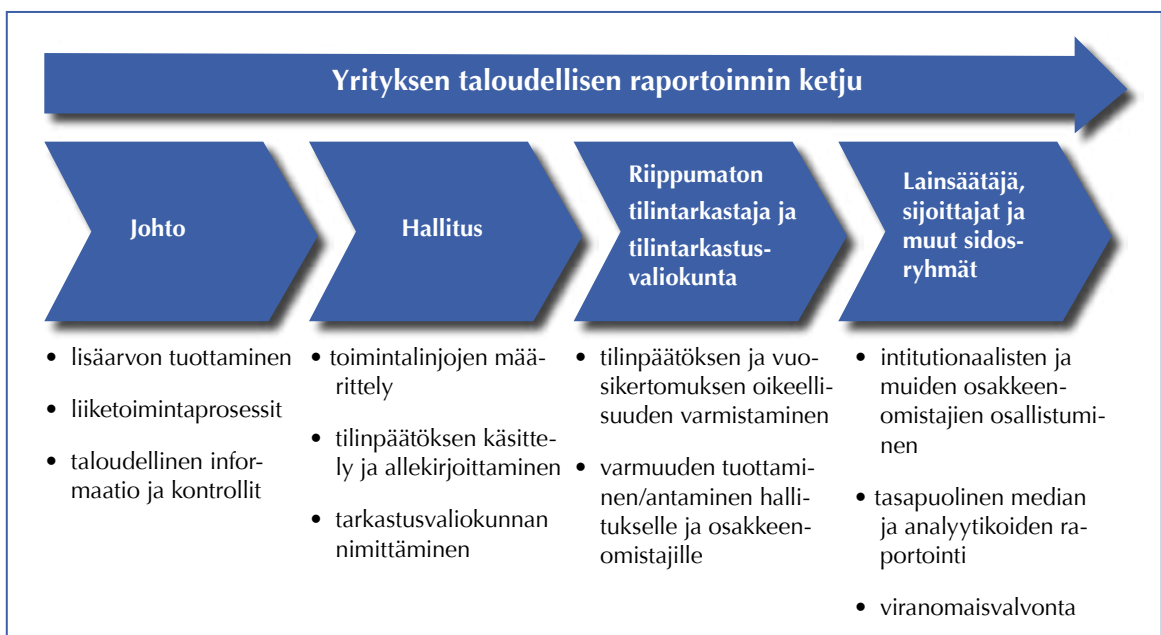 Yrityksen taloudellisen raportoinnin ketju
Johto
Hallitus
Riippumaton
tilintarkastaja ja
tilintarkastus-
valiokunta
Lainsäätäjä,
sijoittajat ja
muut sidos-
ryhmät
• lisäarvon tuottaminen
• liiketoimintaprosessit
• taloudellinen infor-
maatio ja kontrollit
• toimintalinjojen mää-
rittely
• tilinpäätöksen käsitte-
ly ja allekirjoittaminen
• tarkastusvaliokunnan
nimittäminen
• tilinpäätöksen ja vuo-
sikertomuksen oikeelli-
suuden varmistaminen
• varmuuden tuottami-
nen/antaminen halli-
tukselle ja osakkeen-
omistajille
• intitutionaalisten ja
muiden osakkeen-
omistajien osallistumi-
nen
• tasapuolinen median
ja analyytikoiden ra-
portointi
• viranomaisvalvonta